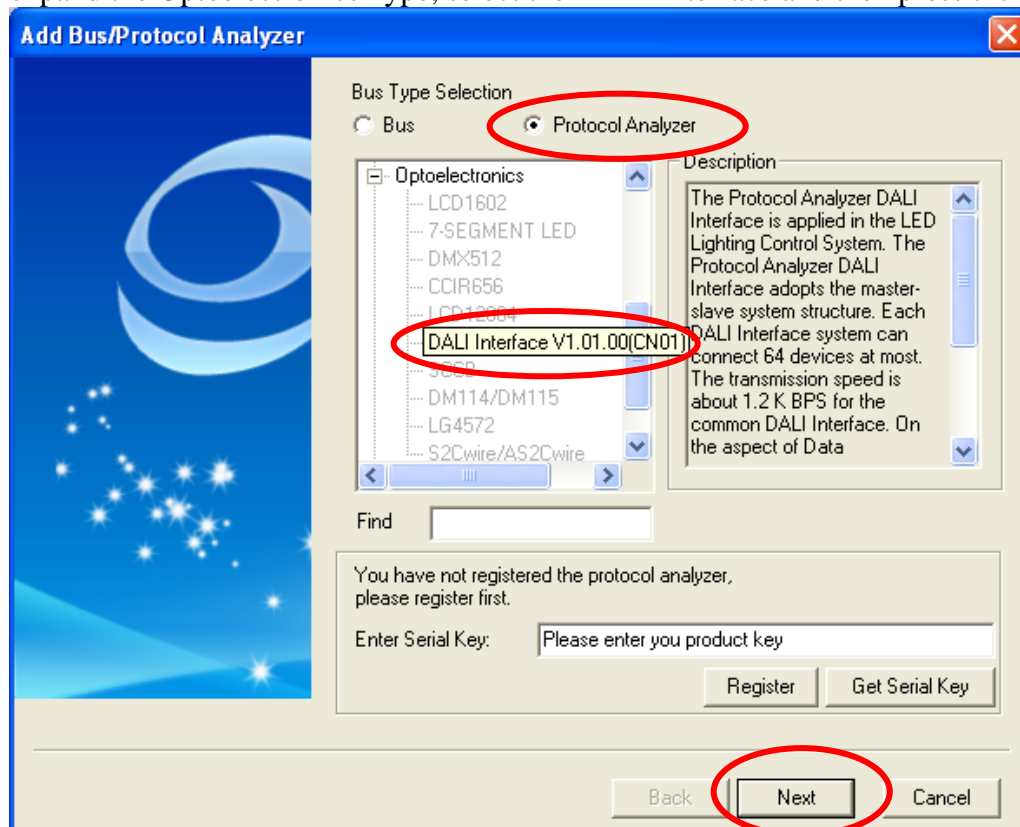 Add Bus/Protocol Analyzer
Bus Type Selection
Bus
Protocol Analyzer
Optoelectronics
LCD1602
7-SEGMENT LED
DMX512
CCIR656
LCD12864
DALI Interface V1.01.00(CN01)
SCCB
DM114/DM115
LG4572
S2Cwire/AS2Cwire
Description
The Protocol Analyzer DALI
Interface is applied in the LED
Lighting Control System. The
Protocol Analyzer DALI
Interface adopts the master-
slave system structure. Each
DALI Interface system can
connect 64 devices at most.
The transmission speed is
about 1.2 K BPS for the
common DALI Interface. On
the aspect of Data
Find
You have not registered the protocol analyzer,
please register first.
Enter Serial Key:
Please enter you product key
Register
Get Serial Key
Back
Next
Cancel